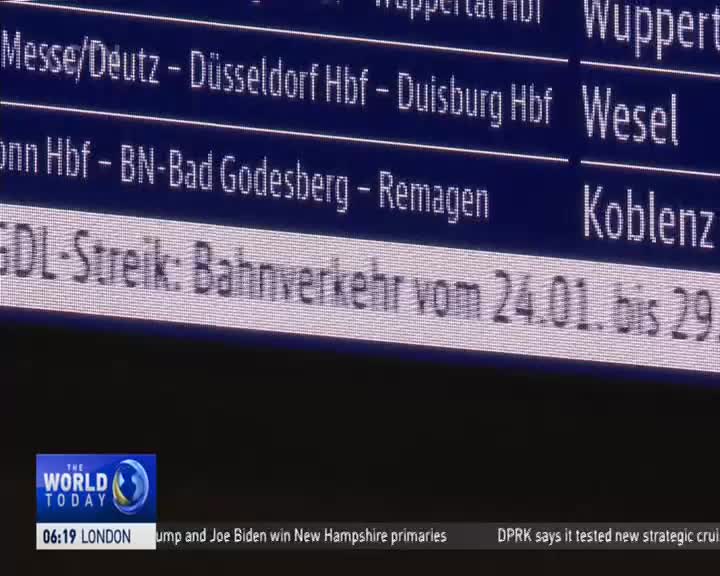 Wuppertal Hbf
Messe/Deutz – Düsseldorf Hbf – Duisburg Hbf
Wesel
Hbf – BN-Bad Godesberg – Remagen
Koblenz
GDL-Streik: Bahnverkehr vom 24.01. bis 29.
THE
WORLD
TODAY
06:19 LONDON
ump and Joe Biden win New Hampshire primaries DPRK says it tested new strategic crui